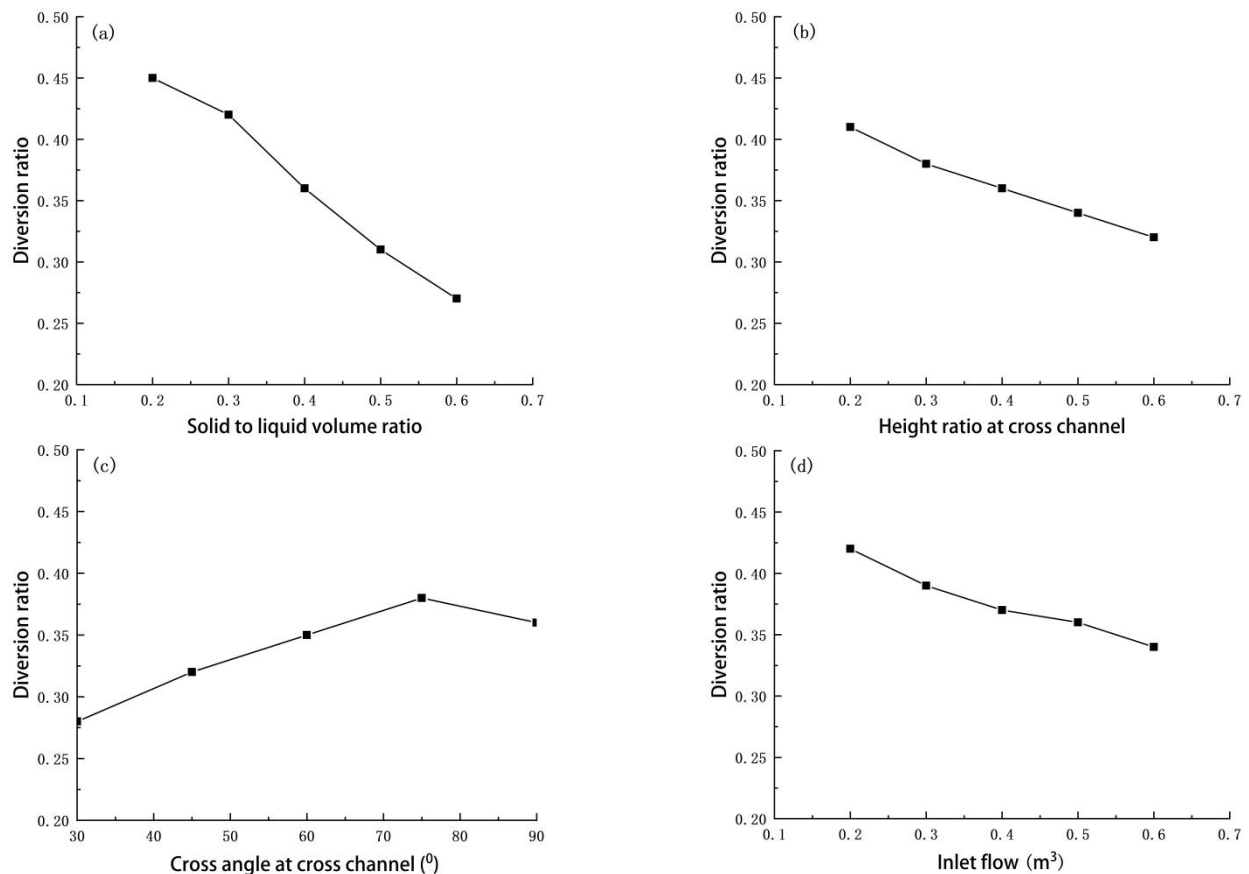 (a)
0.50
0.45
0.40
0.35
0.30
0.25
0.20
Diversion ratio
0.1 0.2 0.3 0.4 0.5 0.6 0.7
Solid to liquid volume ratio
(b)
0.50
0.45
0.40
0.35
0.30
0.25
0.20
Diversion ratio
0.1 0.2 0.3 0.4 0.5 0.6 0.7
Height ratio at cross channel
(c)
0.50
0.45
0.40
0.35
0.30
0.25
0.20
Diversion ratio
30 40 50 60 70 80 90
Cross angle at cross channel (⁰)
(d)
0.50
0.45
0.40
0.35
0.30
0.25
0.20
Diversion ratio
0.1 0.2 0.3 0.4 0.5 0.6 0.7
Inlet flow (m³)